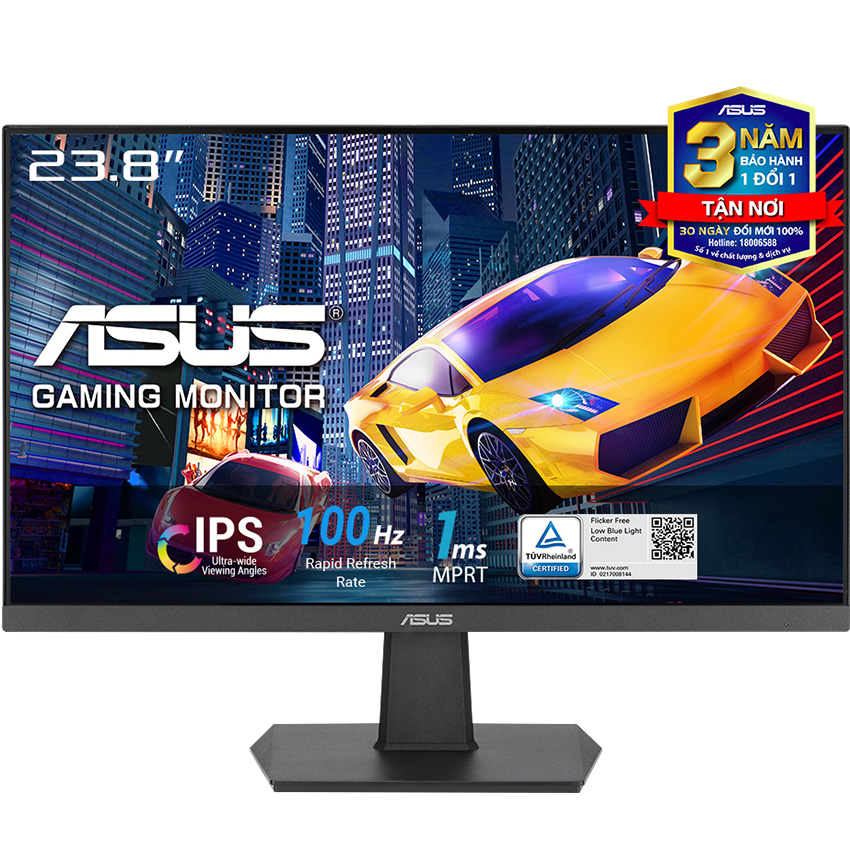 23.8"
ASUS®
GAMING MONITOR
ASUS
3 NĂM
BẢO HÀNH
1 ĐỔI 1
TẬN NƠI
30 NGÀY ĐỔI MỚI 100%
Hotline: 18006588
Số 1 về chất lượng & dịch vụ
IPS
Ultra-wide
Viewing Angles
100 Hz
Rapid Refresh
Rate
1ms
MPRT
TÜVRheinland
CERTIFIED
Flicker Free
Low Blue Light
Content
www.tuv.com
ID 0217008144
ASUS